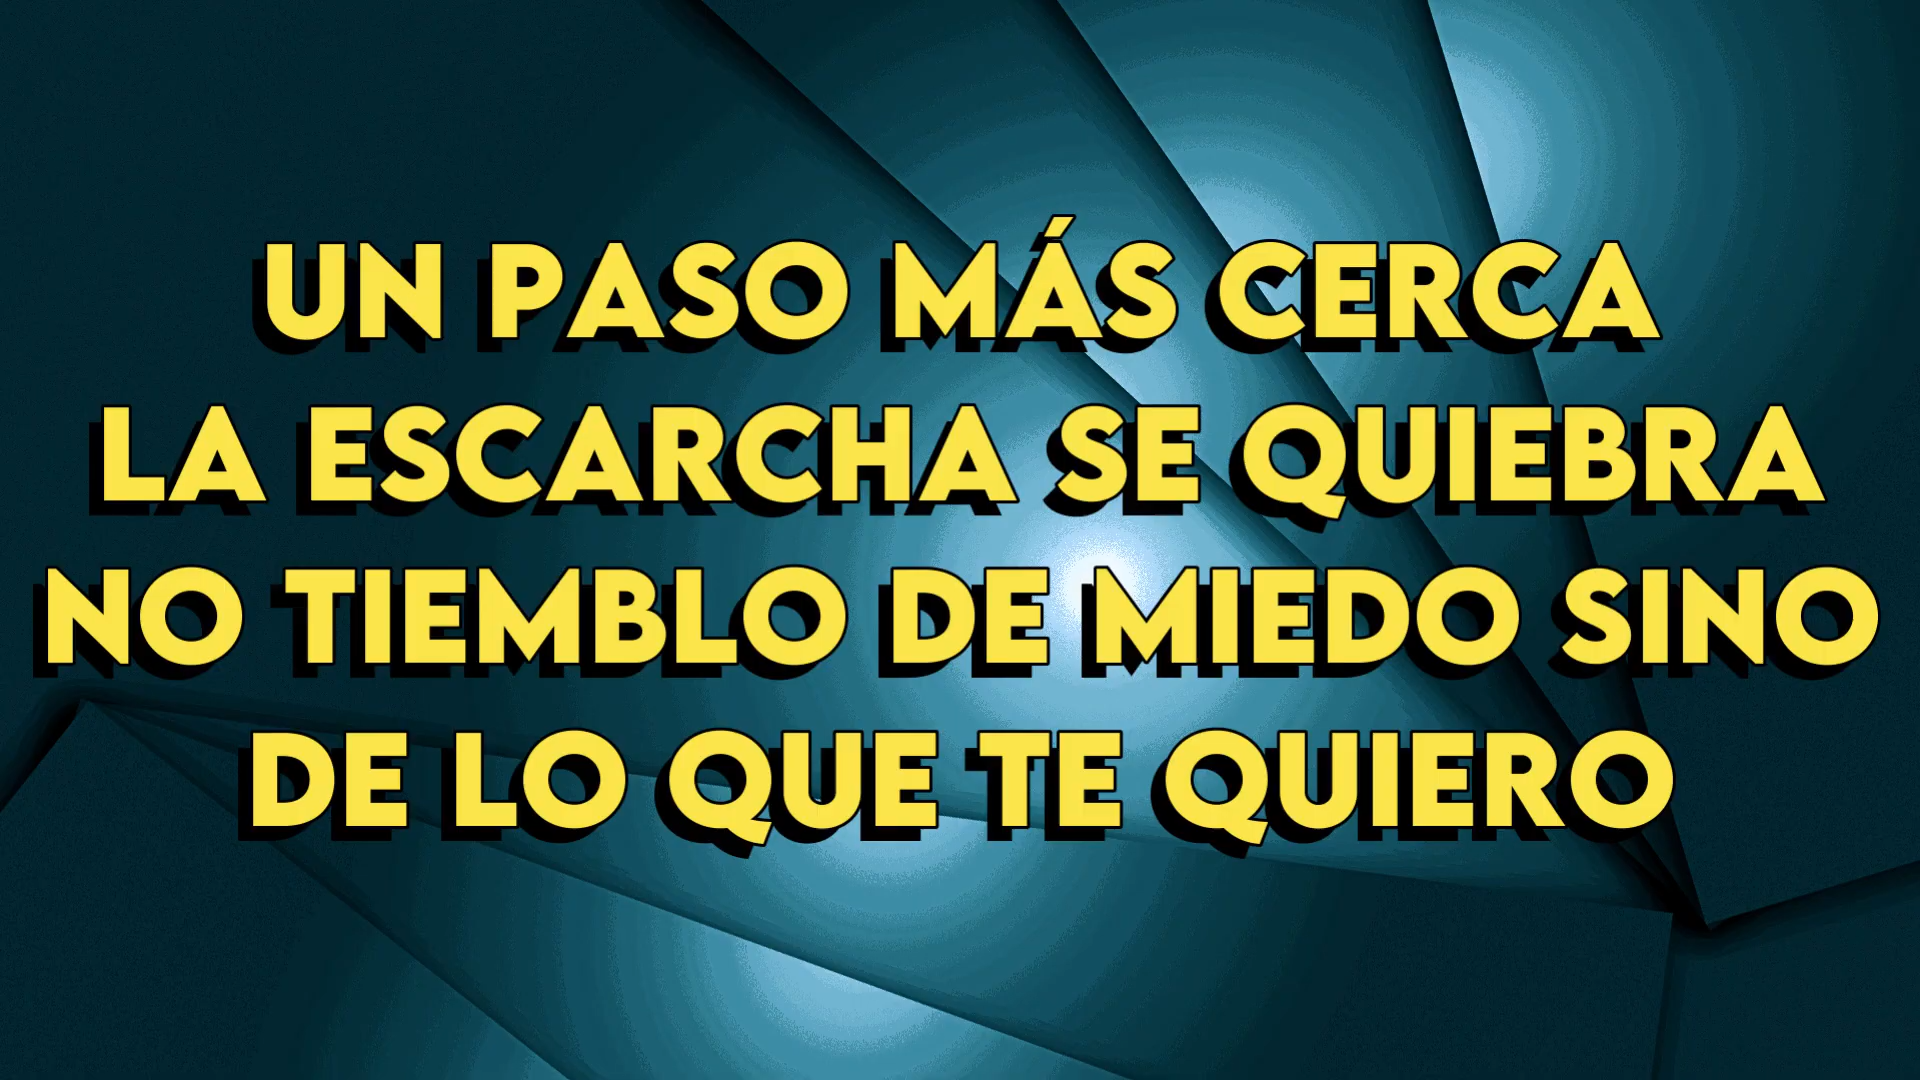 UN PASO MÁS CERCA
LA ESCARCHA SE QUIEBRA
NO TIEMBLO DE MIEDO SINO
DE LO QUE TE QUIERO